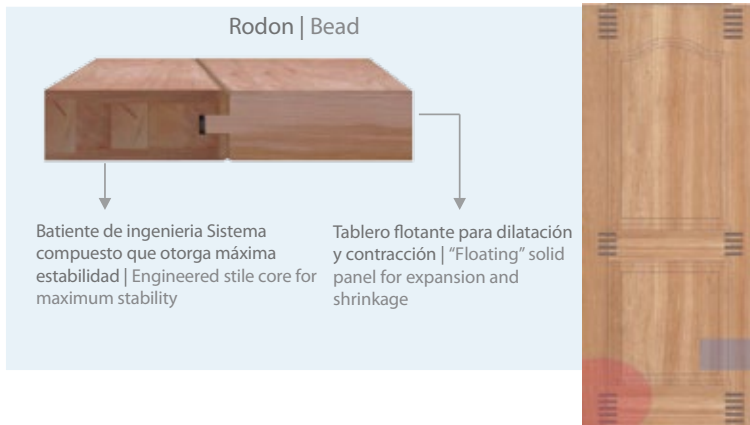 Rodon | Bead
Batiente de ingenieria Sistema
compuesto que otorga máxima
estabilidad | Engineered stile core for
maximum stability
Tablero flotante para dilatación
y contracción | “Floating” solid
panel for expansion and
shrinkage